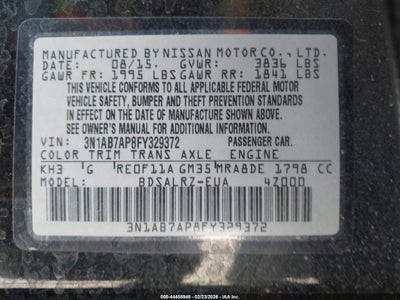 MANUFACTURED BY NISSAN MOTOR CO., LTD.
DATE: 08/15. GVWR: 3836 LBS
GAWR FR: 1995 LBS GAWR RR: 1841 LBS
THIS VEHICLE CONFORMS TO ALL APPLICABLE FEDERAL MOTOR
VEHICLE SAFETY, BUMPER AND THEFT PREVENTION STANDARDS
IN EFFECT ON THE DATE OF MANUFACTURE SHOWN ABOVE.
SEE OWNER'S MANUAL FOR ADDITIONAL INFORMATION
VIN: 3N1AB7AP8FY329372 PASSENGER CAR.
COLOR TRIM TRANS AXLE ENGINE
KH3 G RE0F11A GM35 MRA8DE 1798 CC
MODEL: BDSALRZ-EUA 4Z000
3N1AB7AP8FY329372
IAA 000-44458949 - 02/23/2026 - IAA